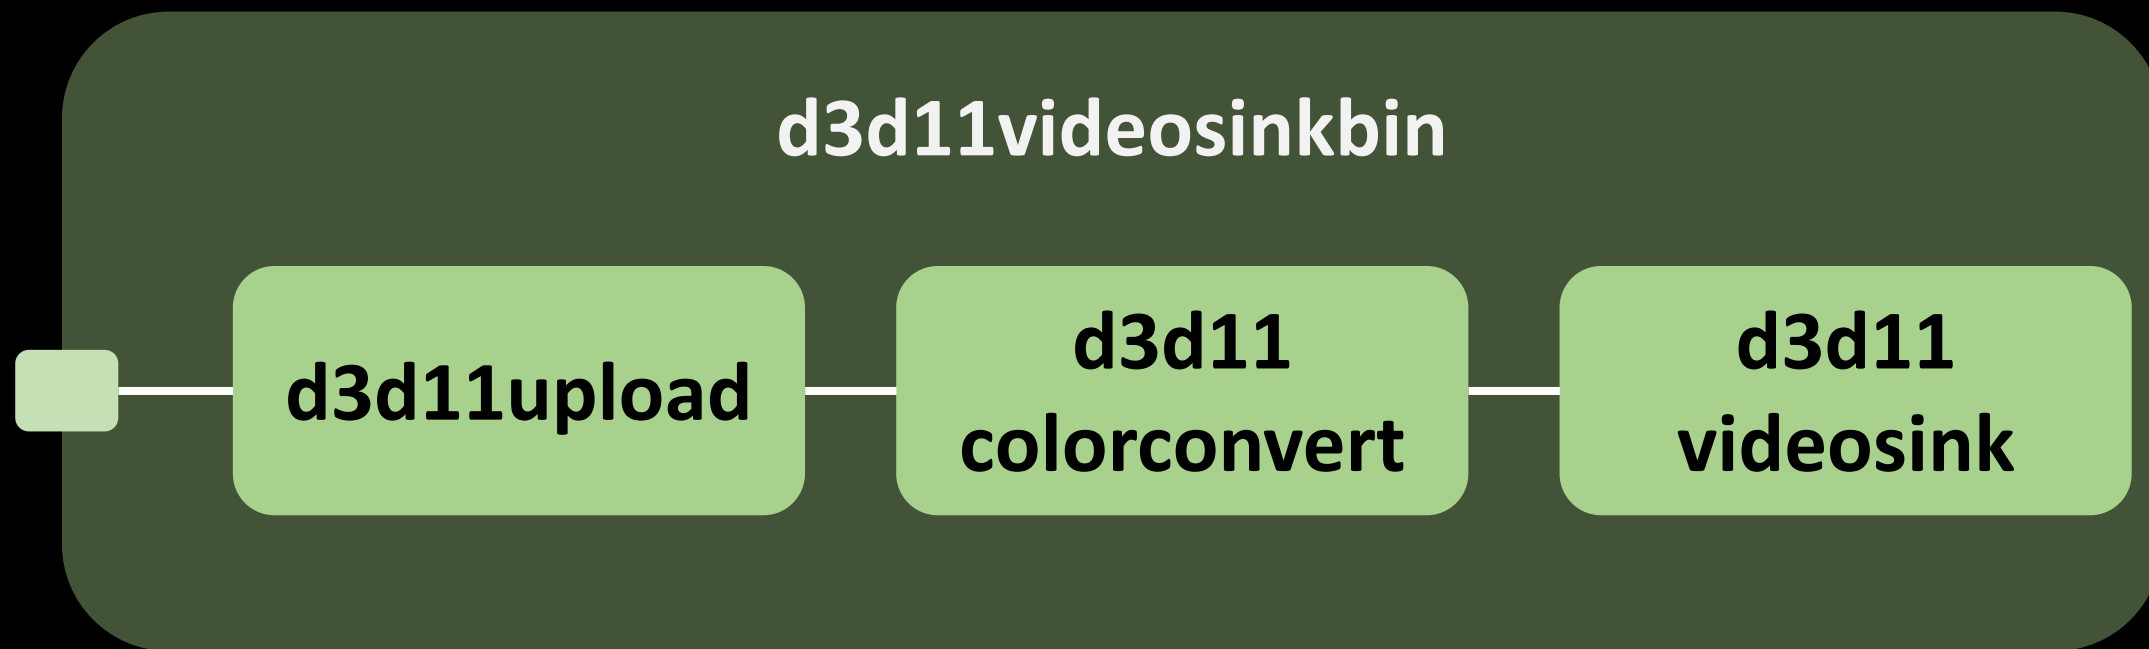 d3d11videosinkbin
d3d11upload
d3d11
colorconvert
d3d11
videosink